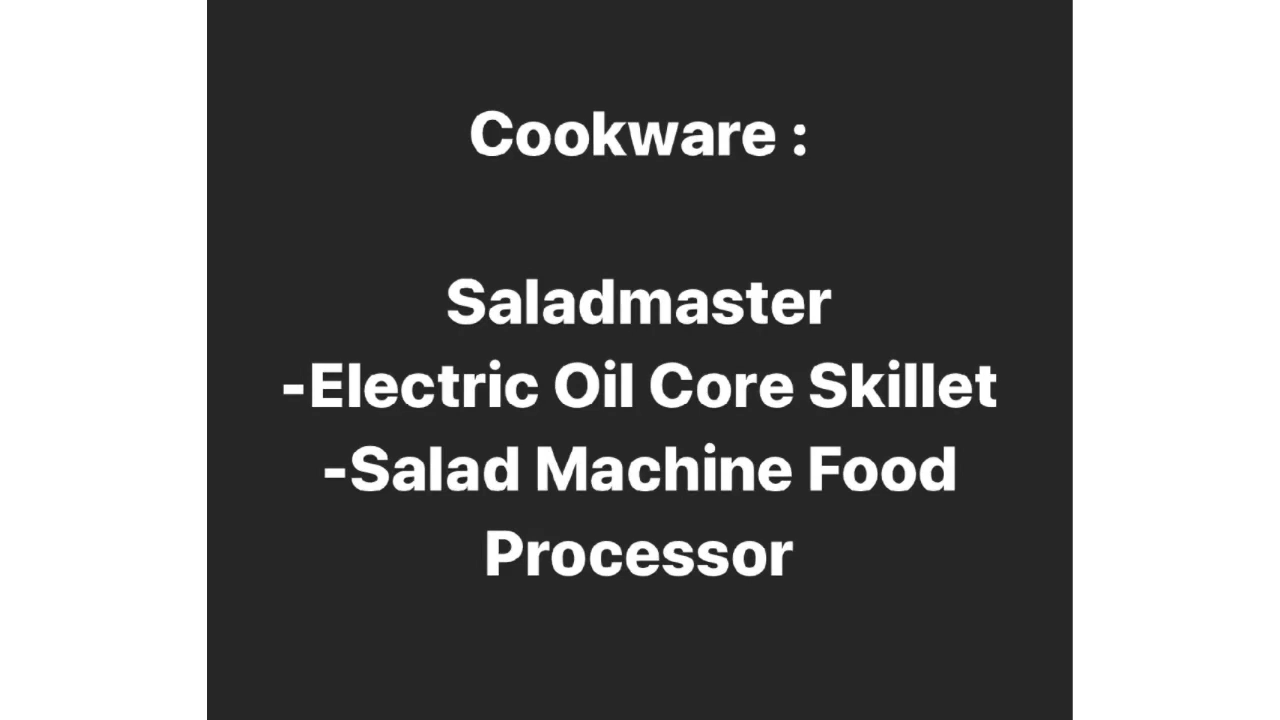 Cookware :
Saladmaster
-Electric Oil Core Skillet
-Salad Machine Food
Processor